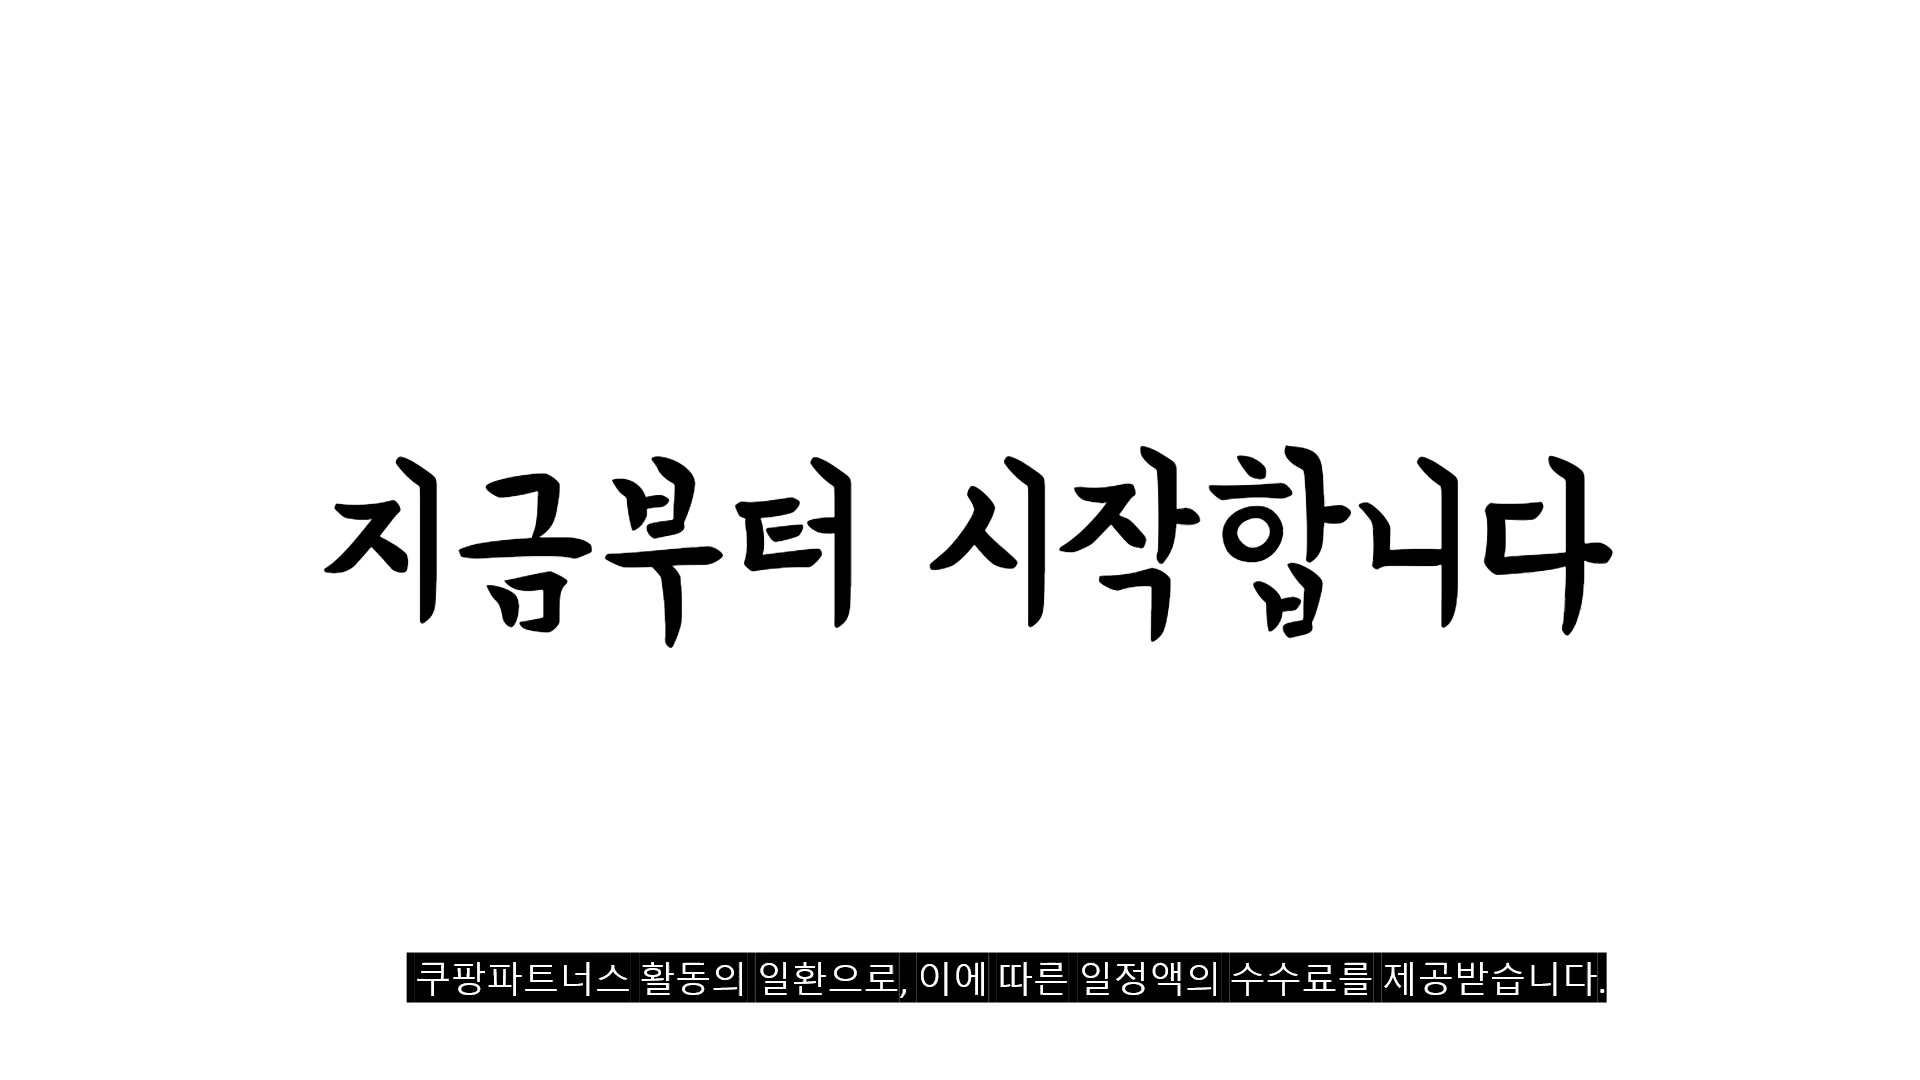 지금부터 시작합니다
쿠팡파트너스 활동의 일환으로, 이에 따른 일정액의 수수료를 제공받습니다.